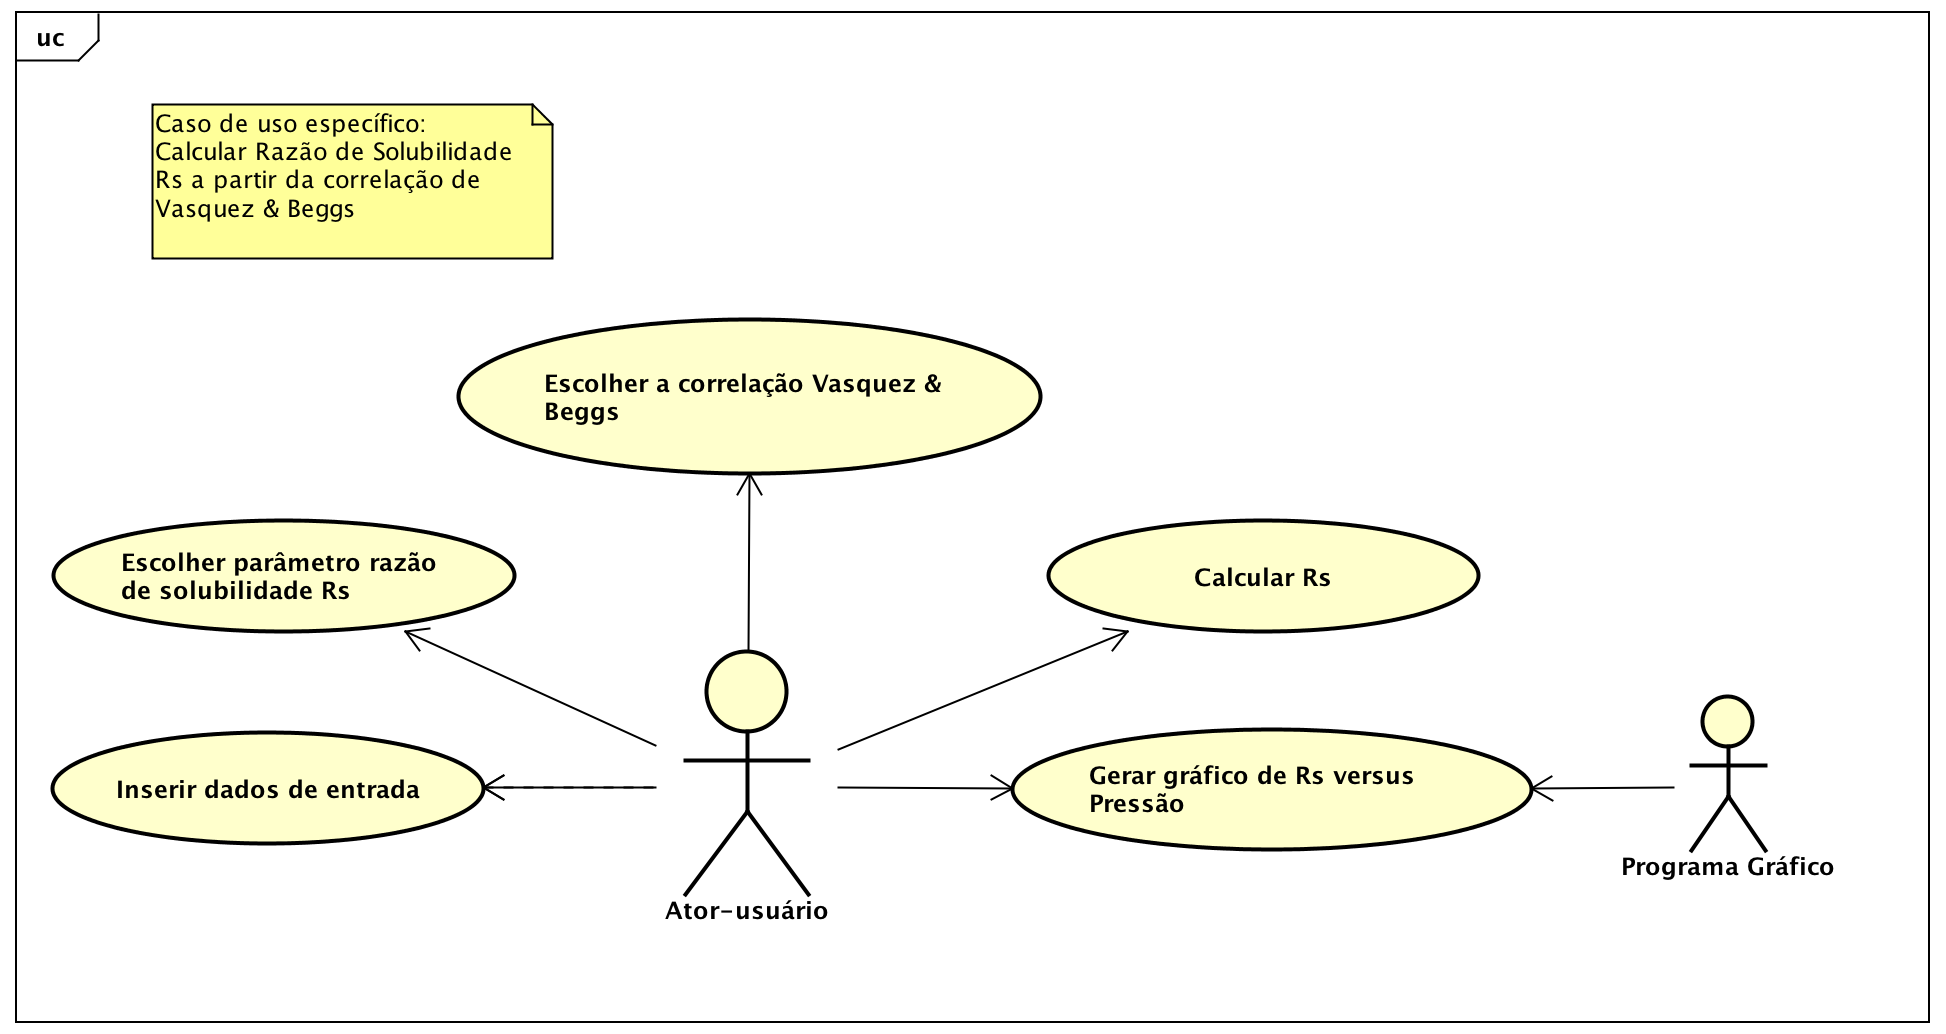 uc
Caso de uso específico:
Calcular Razão de Solubilidade
Rs a partir da correlação de
Vasquez & Beggs
Escolher a correlação Vasquez &
Beggs
Escolher parâmetro razão
de solubilidade Rs
Calcular Rs
Inserir dados de entrada
Gerar gráfico de Rs versus
Pressão
Programa Gráfico
Ator-usuário